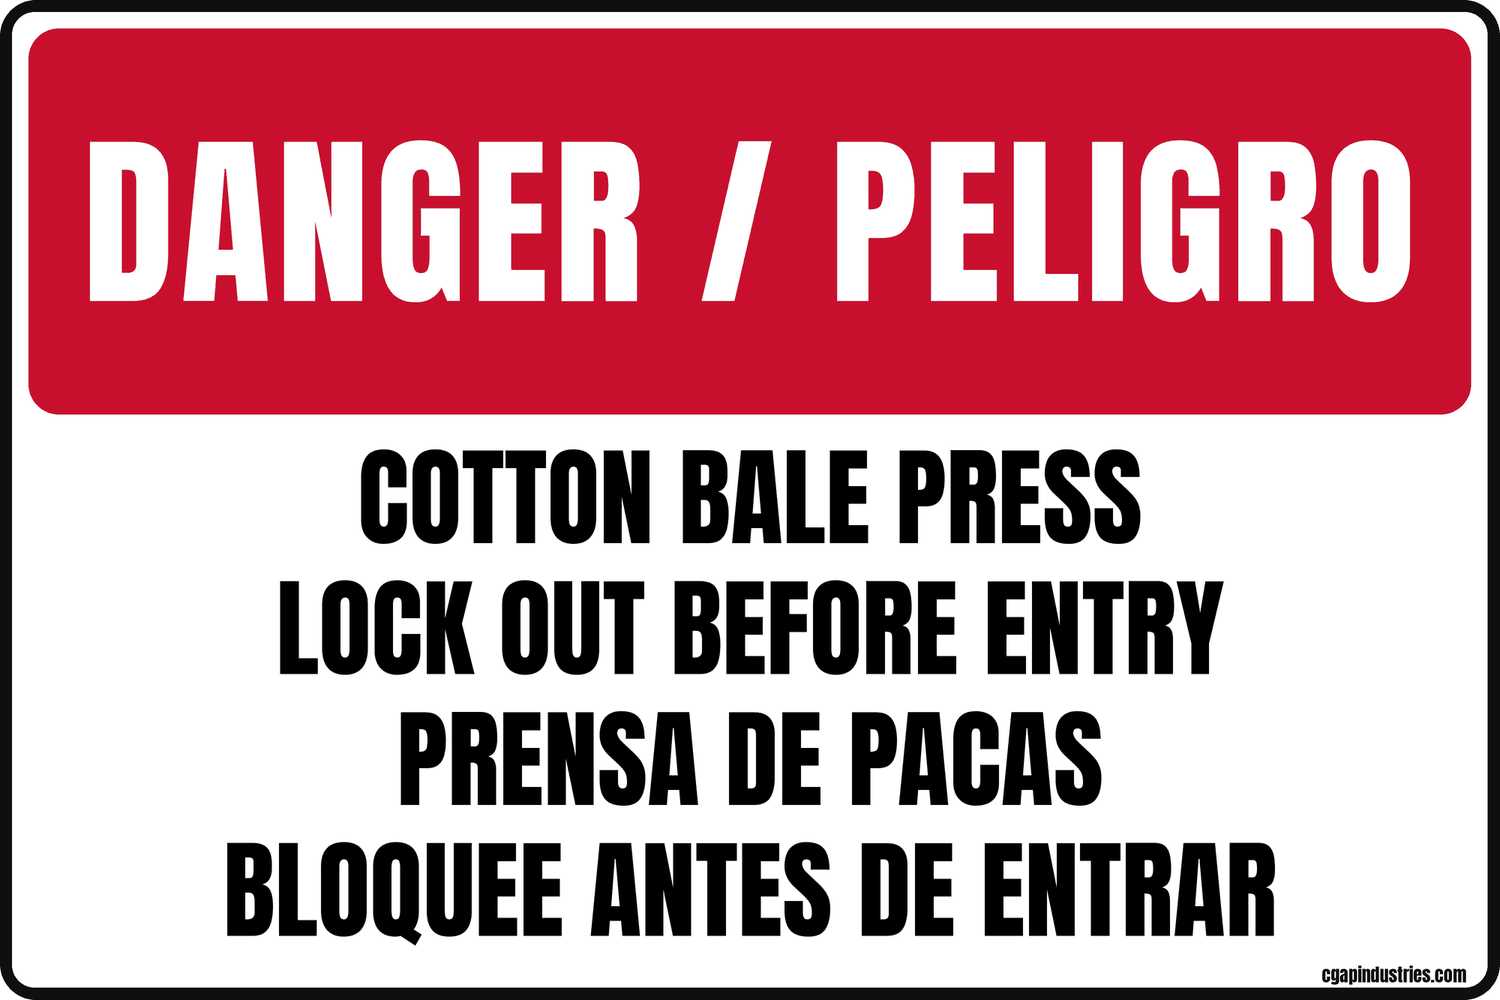 DANGER / PELIGRO
COTTON BALE PRESS
LOCK OUT BEFORE ENTRY
PRENSA DE PACAS
BLOQUEE ANTES DE ENTRAR
cgapindustries.com